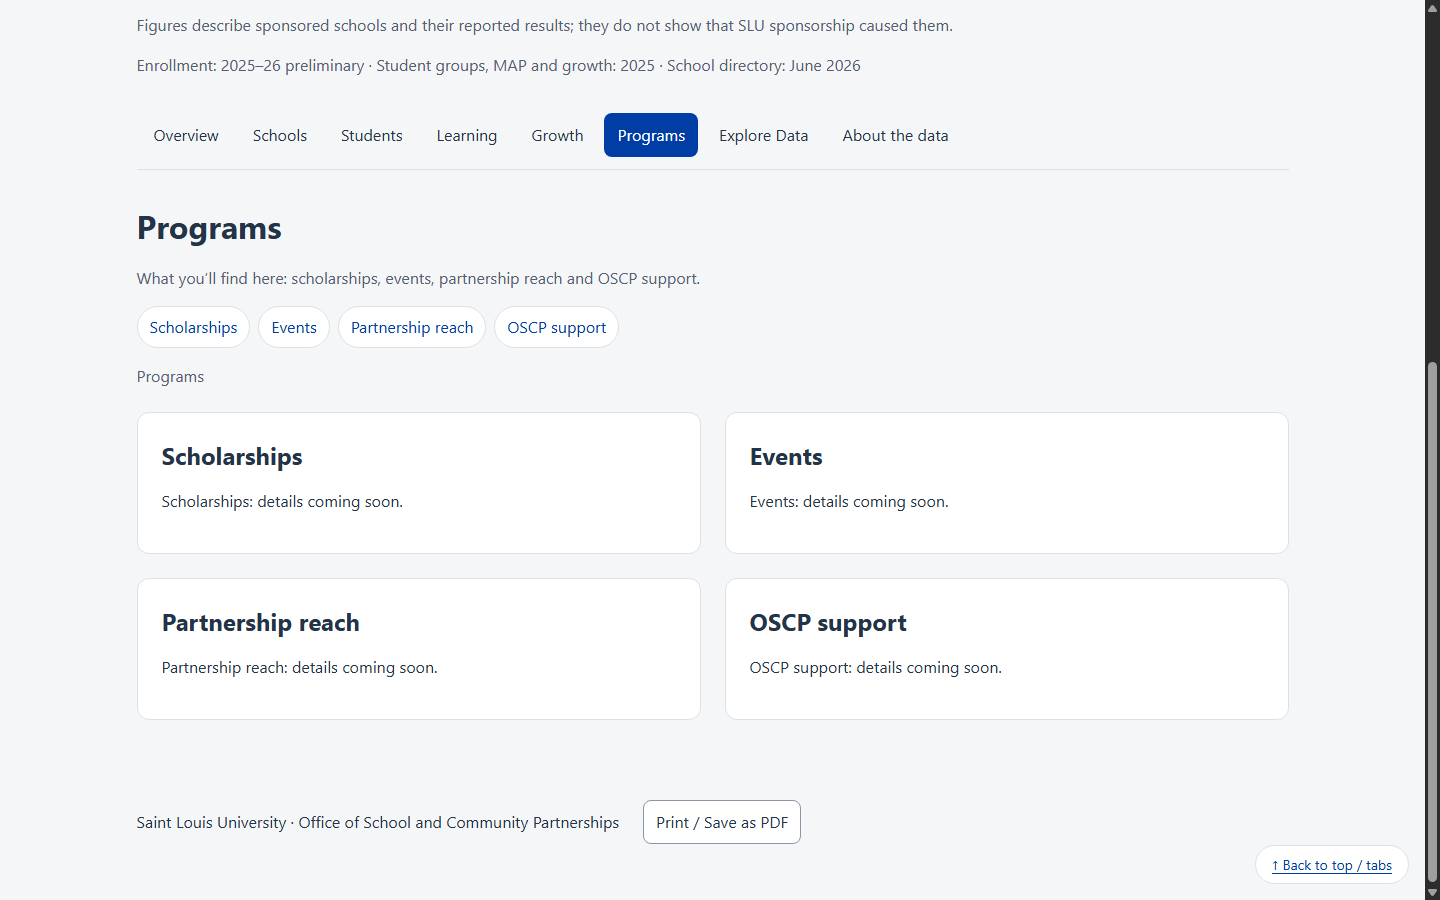 Figures describe sponsored schools and their reported results; they do not show that SLU sponsorship caused them.
Enrollment: 2025–26 preliminary · Student groups, MAP and growth: 2025 · School directory: June 2026
Overview Schools Students Learning Growth Programs Explore Data About the data
Programs
What you’ll find here: scholarships, events, partnership reach and OSCP support.
Scholarships Events Partnership reach OSCP support
Programs
Scholarships
Scholarships: details coming soon.
Events
Events: details coming soon.
Partnership reach
Partnership reach: details coming soon.
OSCP support
OSCP support: details coming soon.
Saint Louis University · Office of School and Community Partnerships
Print / Save as PDF
↑ Back to top / tabs